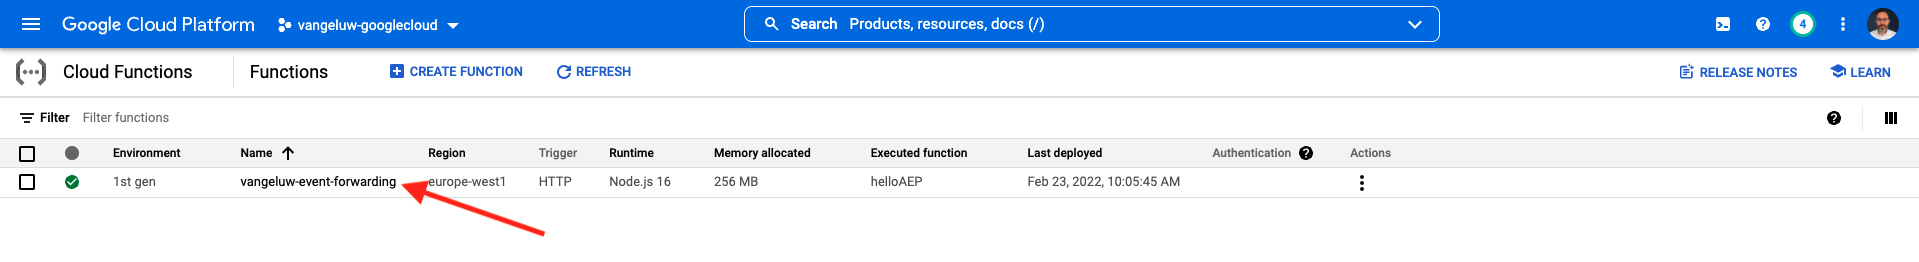 Google Cloud Platform vangeluw-googlecloud Search Products, resources, docs (/) 4
Cloud Functions Functions CREATE FUNCTION REFRESH RELEASE NOTES LEARN
Filter Filter functions
Environment Name Region Trigger Runtime Memory allocated Executed function Last deployed Authentication Actions
1st gen vangeluw-event-forwarding europe-west1 HTTP Node.js 16 256 MB helloAEP Feb 23, 2022, 10:05:45 AM